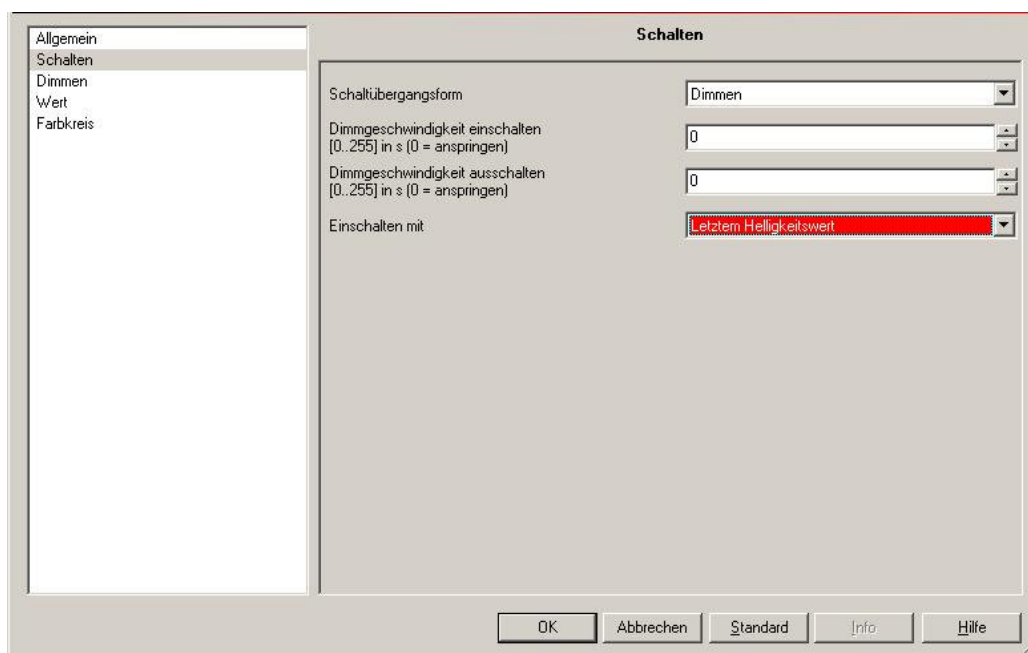 Allgemein
Schalten
Dimmen
Wert
Farbkreis
Schalten
Schaltübergangsform
Dimmen
Dimmgeschwindigkeit einschalten
[0..255] in s (0 = anspringen)
0
Dimmgeschwindigkeit ausschalten
[0..255] in s (0 = anspringen)
0
Einschalten mit
Letztem Helligkeitswert
OK
Abbrechen
Standard
Info
Hilfe